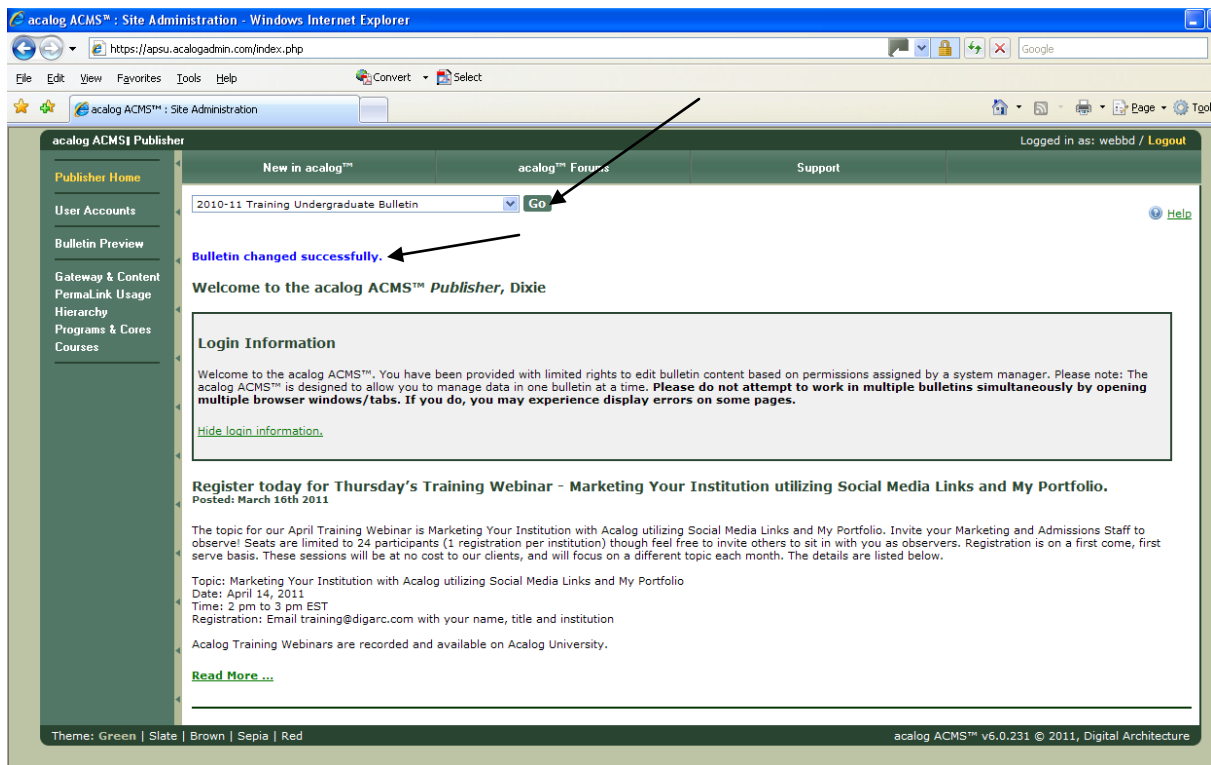 acalog ACMS™ : Site Administration - Windows Internet Explorer
https://apsu.acalogadmin.com/index.php
Google
File Edit View Favorites Tools Help Convert Select
acalog ACMS™ : Site Administration
Page Tool
acalog ACMS| Publisher
Logged in as: webbd / Logout
New in acalog™ acalog™ Forums Support
Publisher Home
User Accounts
Bulletin Preview
Gateway & Content
PermaLink Usage
Hierarchy
Programs & Cores
Courses
2010-11 Training Undergraduate Bulletin Go
Help
Bulletin changed successfully.
Welcome to the acalog ACMS™ Publisher, Dixie
Login Information
Welcome to the acalog ACMS™. You have been provided with limited rights to edit bulletin content based on permissions assigned by a system manager. Please note: The
acalog ACMS™ is designed to allow you to manage data in one bulletin at a time. Please do not attempt to work in multiple bulletins simultaneously by opening
multiple browser windows/tabs. If you do, you may experience display errors on some pages.
Hide login information.
Register today for Thursday's Training Webinar - Marketing Your Institution utilizing Social Media Links and My Portfolio.
Posted: March 16th 2011
The topic for our April Training Webinar is Marketing Your Institution with Acalog utilizing Social Media Links and My Portfolio. Invite your Marketing and Admissions Staff to
observe! Seats are limited to 24 participants (1 registration per institution) though feel free to invite others to sit in with you as observers. Registration is on a first come, first
serve basis. These sessions will be at no cost to our clients, and will focus on a different topic each month. The details are listed below.
Topic: Marketing Your Institution with Acalog utilizing Social Media Links and My Portfolio
Date: April 14, 2011
Time: 2 pm to 3 pm EST
Registration: Email training@digarc.com with your name, title and institution
Acalog Training Webinars are recorded and available on Acalog University.
Read More ...
Theme: Green | Slate | Brown | Sepia | Red
acalog ACMS™ v6.0.231 © 2011, Digital Architecture